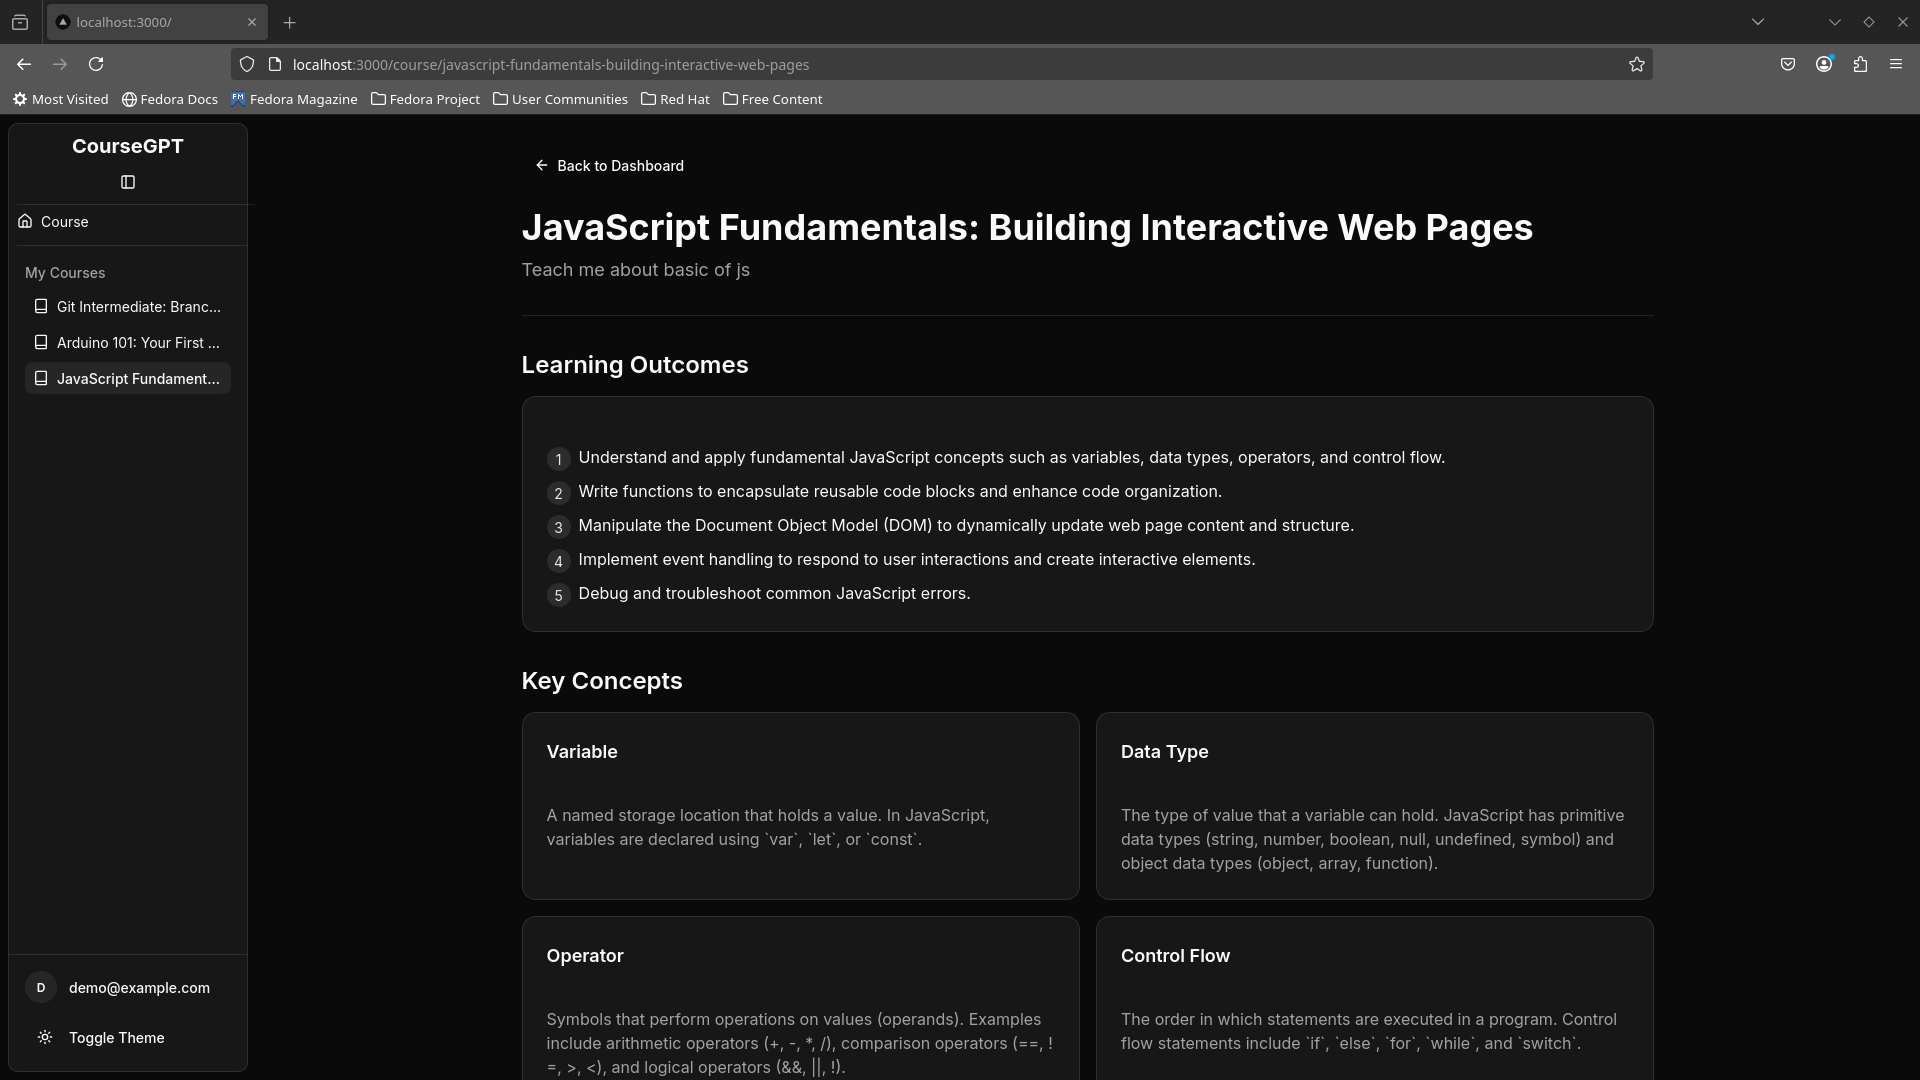 localhost:3000/
localhost:3000/course/javascript-fundamentals-building-interactive-web-pages
Most Visited
Fedora Docs
FM
Fedora Magazine
Fedora Project
User Communities
Red Hat
Free Content
CourseGPT
Course
My Courses
Git Intermediate: Branc...
Arduino 101: Your First ...
JavaScript Fundament...
D
demo@example.com
Toggle Theme
Back to Dashboard
JavaScript Fundamentals: Building Interactive Web Pages
Teach me about basic of js
Learning Outcomes
1 Understand and apply fundamental JavaScript concepts such as variables, data types, operators, and control flow.
2 Write functions to encapsulate reusable code blocks and enhance code organization.
3 Manipulate the Document Object Model (DOM) to dynamically update web page content and structure.
4 Implement event handling to respond to user interactions and create interactive elements.
5 Debug and troubleshoot common JavaScript errors.
Key Concepts
Variable
A named storage location that holds a value. In JavaScript,
variables are declared using `var`, `let`, or `const`.
Data Type
The type of value that a variable can hold. JavaScript has primitive
data types (string, number, boolean, null, undefined, symbol) and
object data types (object, array, function).
Operator
Symbols that perform operations on values (operands). Examples
include arithmetic operators (+, -, *, /), comparison operators (==, !
=, >, <), and logical operators (&&, ||, !).
Control Flow
The order in which statements are executed in a program. Control
flow statements include `if`, `else`, `for`, `while`, and `switch`.